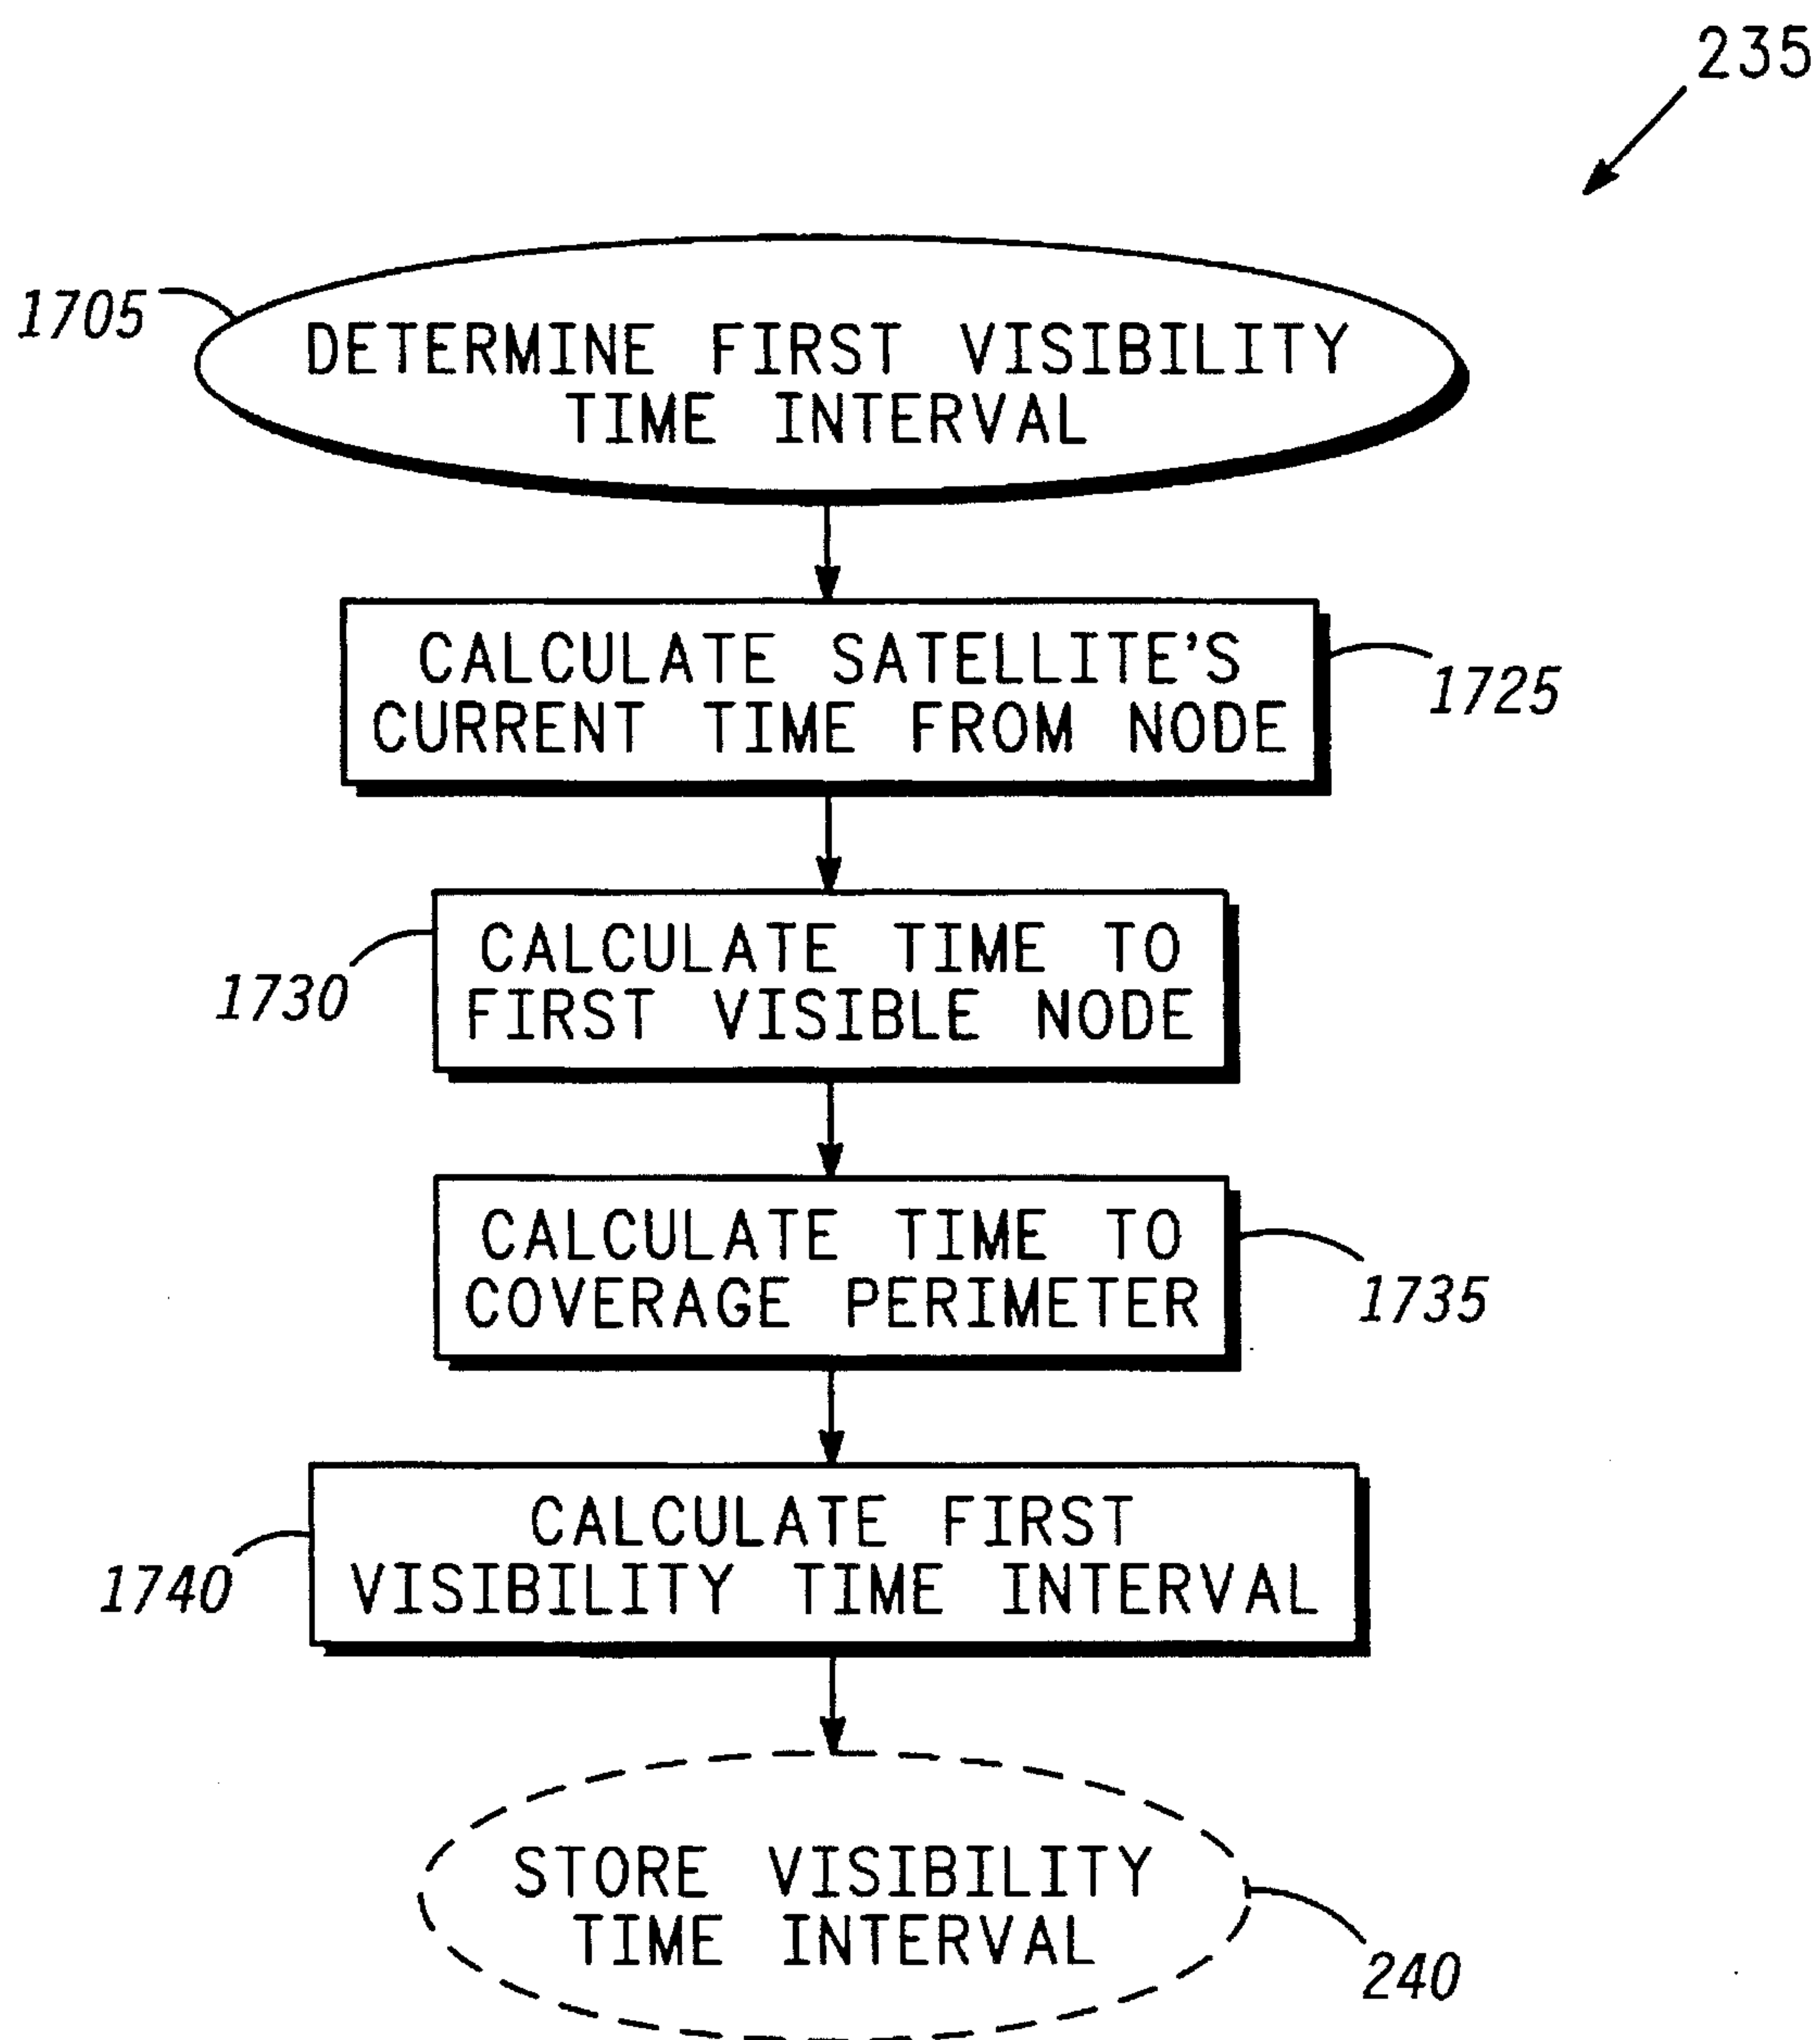 235
1705
DETERMINE FIRST VISIBILITY
TIME INTERVAL
CALCULATE SATELLITE'S
CURRENT TIME FROM NODE
1725
CALCULATE TIME TO
FIRST VISIBLE NODE
1730
CALCULATE TIME TO
COVERAGE PERIMETER
1735
CALCULATE FIRST
VISIBILITY TIME INTERVAL
1740
STORE VISIBILITY
TIME INTERVAL
240